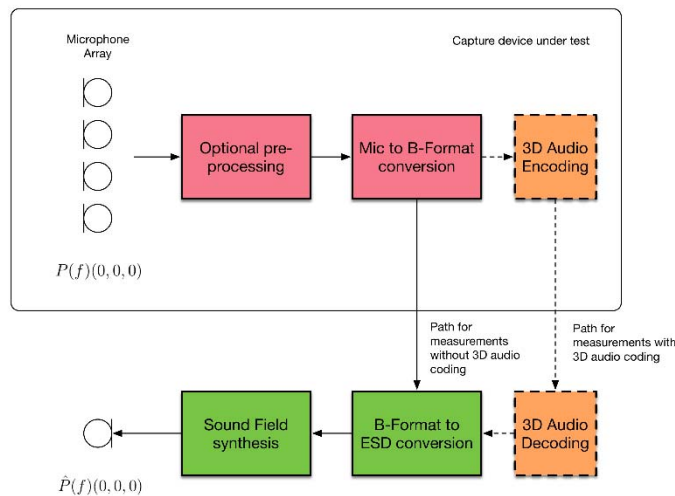 Microphone
Array
Capture device under test
Optional pre-
processing
Mic to B-Format
conversion
3D Audio
Encoding
P(f)(0, 0, 0)
Path for
measurements
without 3D audio
coding
Path for
measurements with
3D audio coding
Sound Field
synthesis
B-Format to
ESD conversion
3D Audio
Decoding
P̂(f)(0, 0, 0)